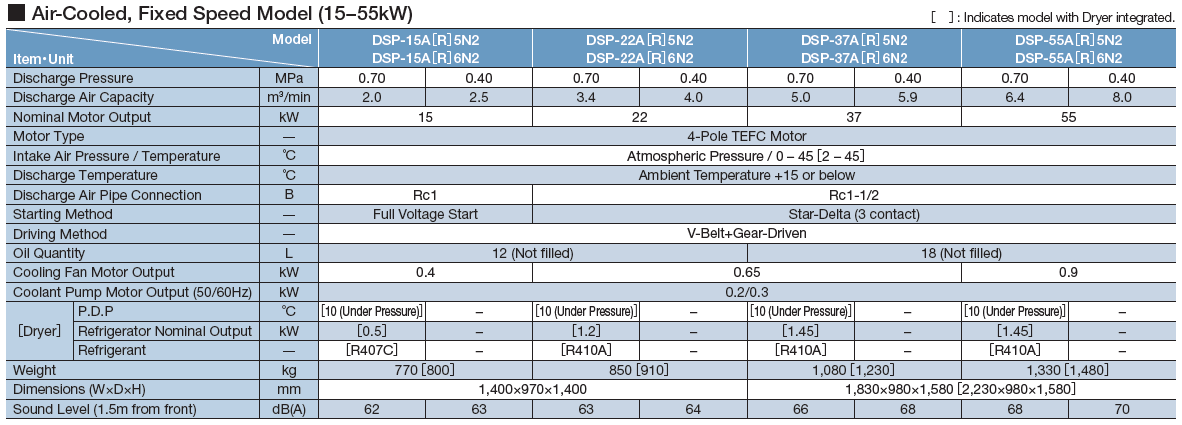 ■ Air-Cooled, Fixed Speed Model (15–55kW)
[ ] : Indicates model with Dryer integrated.
Model DSP-15A[R]5N2 DSP-22A[R]5N2 DSP-37A[R]5N2 DSP-55A[R]5N2
Item・Unit DSP-15A[R]6N2 DSP-22A[R]6N2 DSP-37A[R]6N2 DSP-55A[R]6N2
Discharge Pressure MPa 0.70 0.40 0.70 0.40 0.70 0.40 0.70 0.40
Discharge Air Capacity m³/min 2.0 2.5 3.4 4.0 5.0 5.9 6.4 8.0
Nominal Motor Output kW 15 22 37 55
Motor Type — 4-Pole TEFC Motor
Intake Air Pressure / Temperature ℃ Atmospheric Pressure / 0 – 45 [2 – 45]
Discharge Temperature ℃ Ambient Temperature +15 or below
Discharge Air Pipe Connection B Rc1 Rc1-1/2
Starting Method — Full Voltage Start Star-Delta (3 contact)
Driving Method — V-Belt+Gear-Driven
Oil Quantity L 12 (Not filled) 18 (Not filled)
Cooling Fan Motor Output kW 0.4 0.65 0.9
Coolant Pump Motor Output (50/60Hz) kW 0.2/0.3
P.D.P ℃ [10 (Under Pressure)] – [10 (Under Pressure)] – [10 (Under Pressure)] – [10 (Under Pressure)] –
[Dryer] Refrigerator Nominal Output kW [0.5] – [1.2] – [1.45] – [1.45] –
Refrigerant — [R407C] – [R410A] – [R410A] – [R410A] –
Weight kg 770 [800] 850 [910] 1,080 [1,230] 1,330 [1,480]
Dimensions (W×D×H) mm 1,400×970×1,400 1,830×980×1,580 [2,230×980×1,580]
Sound Level (1.5m from front) dB(A) 62 63 63 64 66 68 68 70